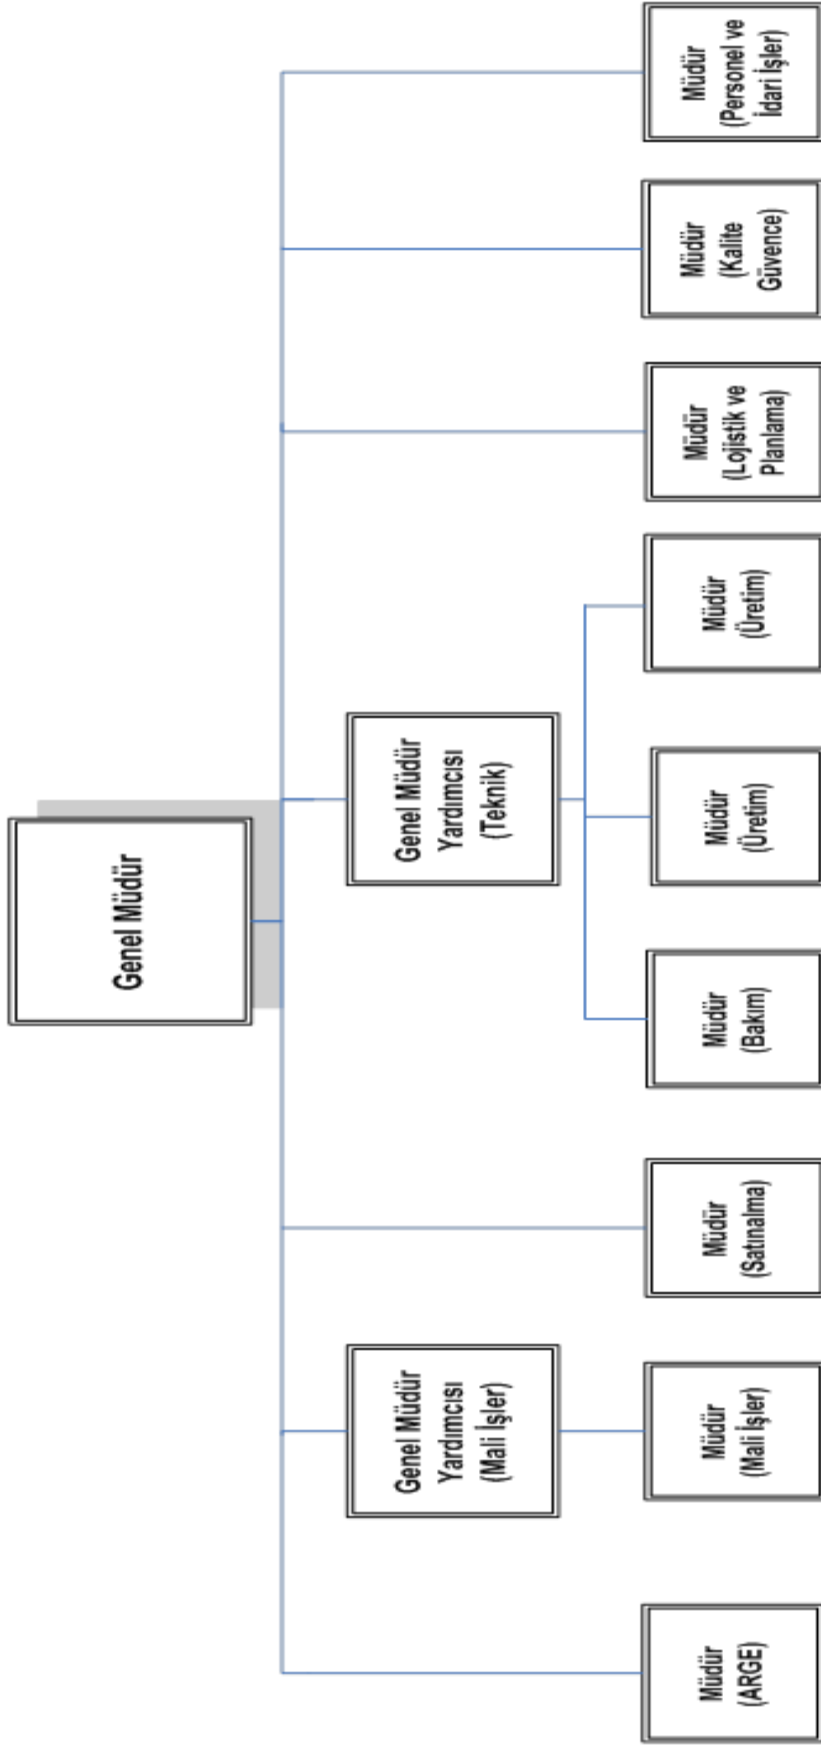 Genel Müdür
Genel Müdür
Yardımcısı
(Mali İşler)
Genel Müdür
Yardımcısı
(Teknik)
Müdür
(ARGE)
Müdür
(Mali İşler)
Müdür
(Satınalma)
Müdür
(Bakım)
Müdür
(Üretim)
Müdür
(Üretim)
Müdür
(Lojistik ve
Planlama)
Müdür
(Kalite
Güvence)
Müdür
(Personel ve
İdari İşler)